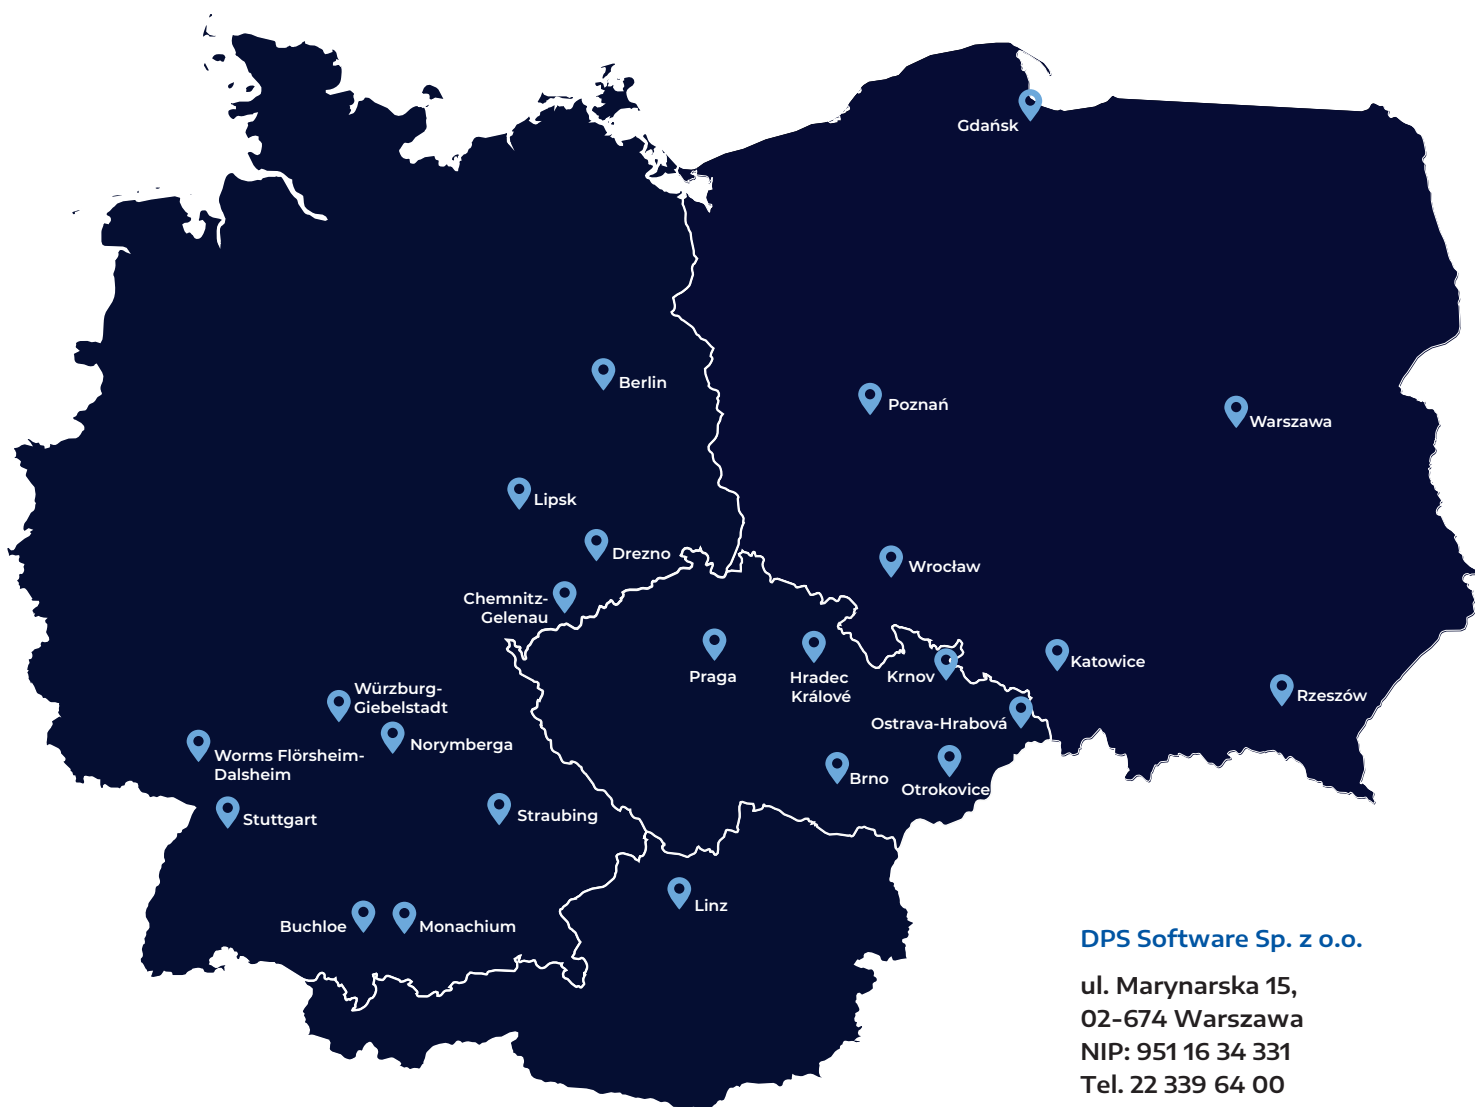 Gdańsk
Berlin
Poznań
Warszawa
Lipsk
Drezno
Wrocław
Chemnitz-
Gelenau
Praga
Hradec
Králové
Krnov
Katowice
Rzeszów
Würzburg-
Giebelstadt
Norymberga
Ostrava-Hrabová
Worms Flörsheim-
Dalsheim
Brno
Otrokovice
Stuttgart
Straubing
Linz
Buchloe
Monachium
DPS Software Sp. z o.o.
ul. Marynarska 15,
02-674 Warszawa
NIP: 951 16 34 331
Tel. 22 339 64 00